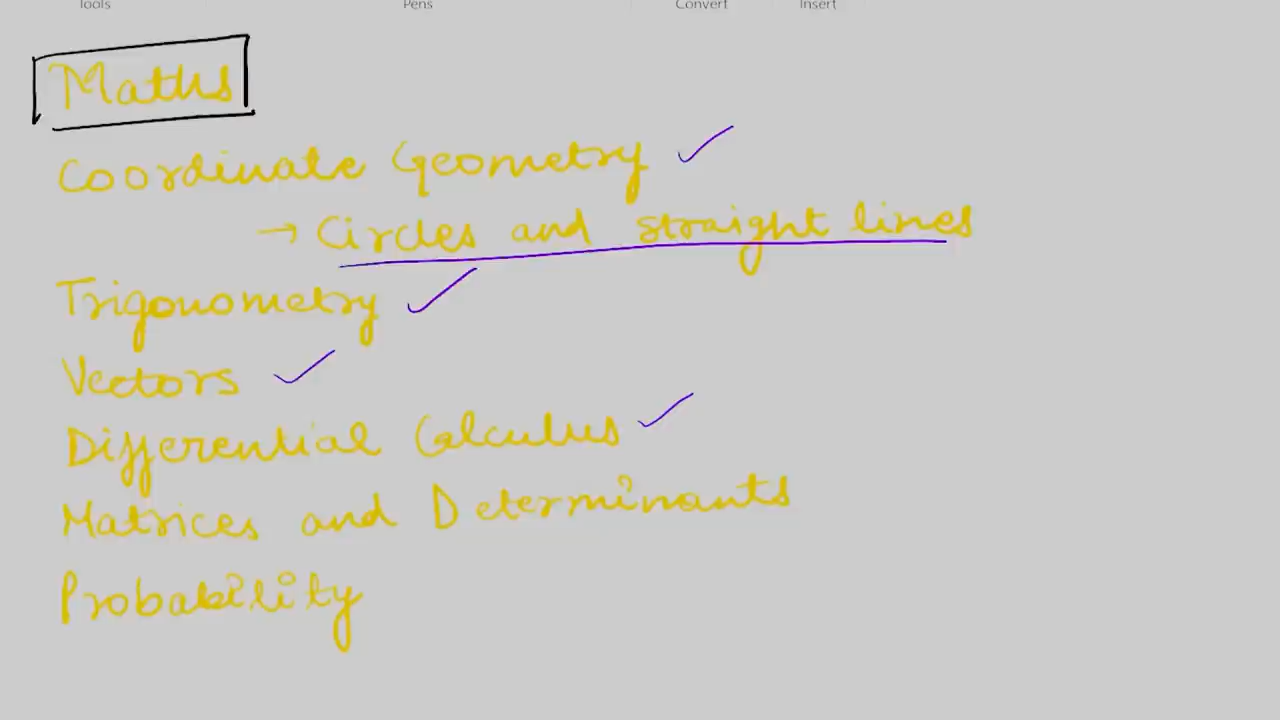 Tools Pens Convert Insert
Maths
Coordinate Geometry ✓
→ Circles and straight lines
Trigonometry ✓
Vectors ✓
Differential Calculus ✓
Matrices and Determinants
Probability